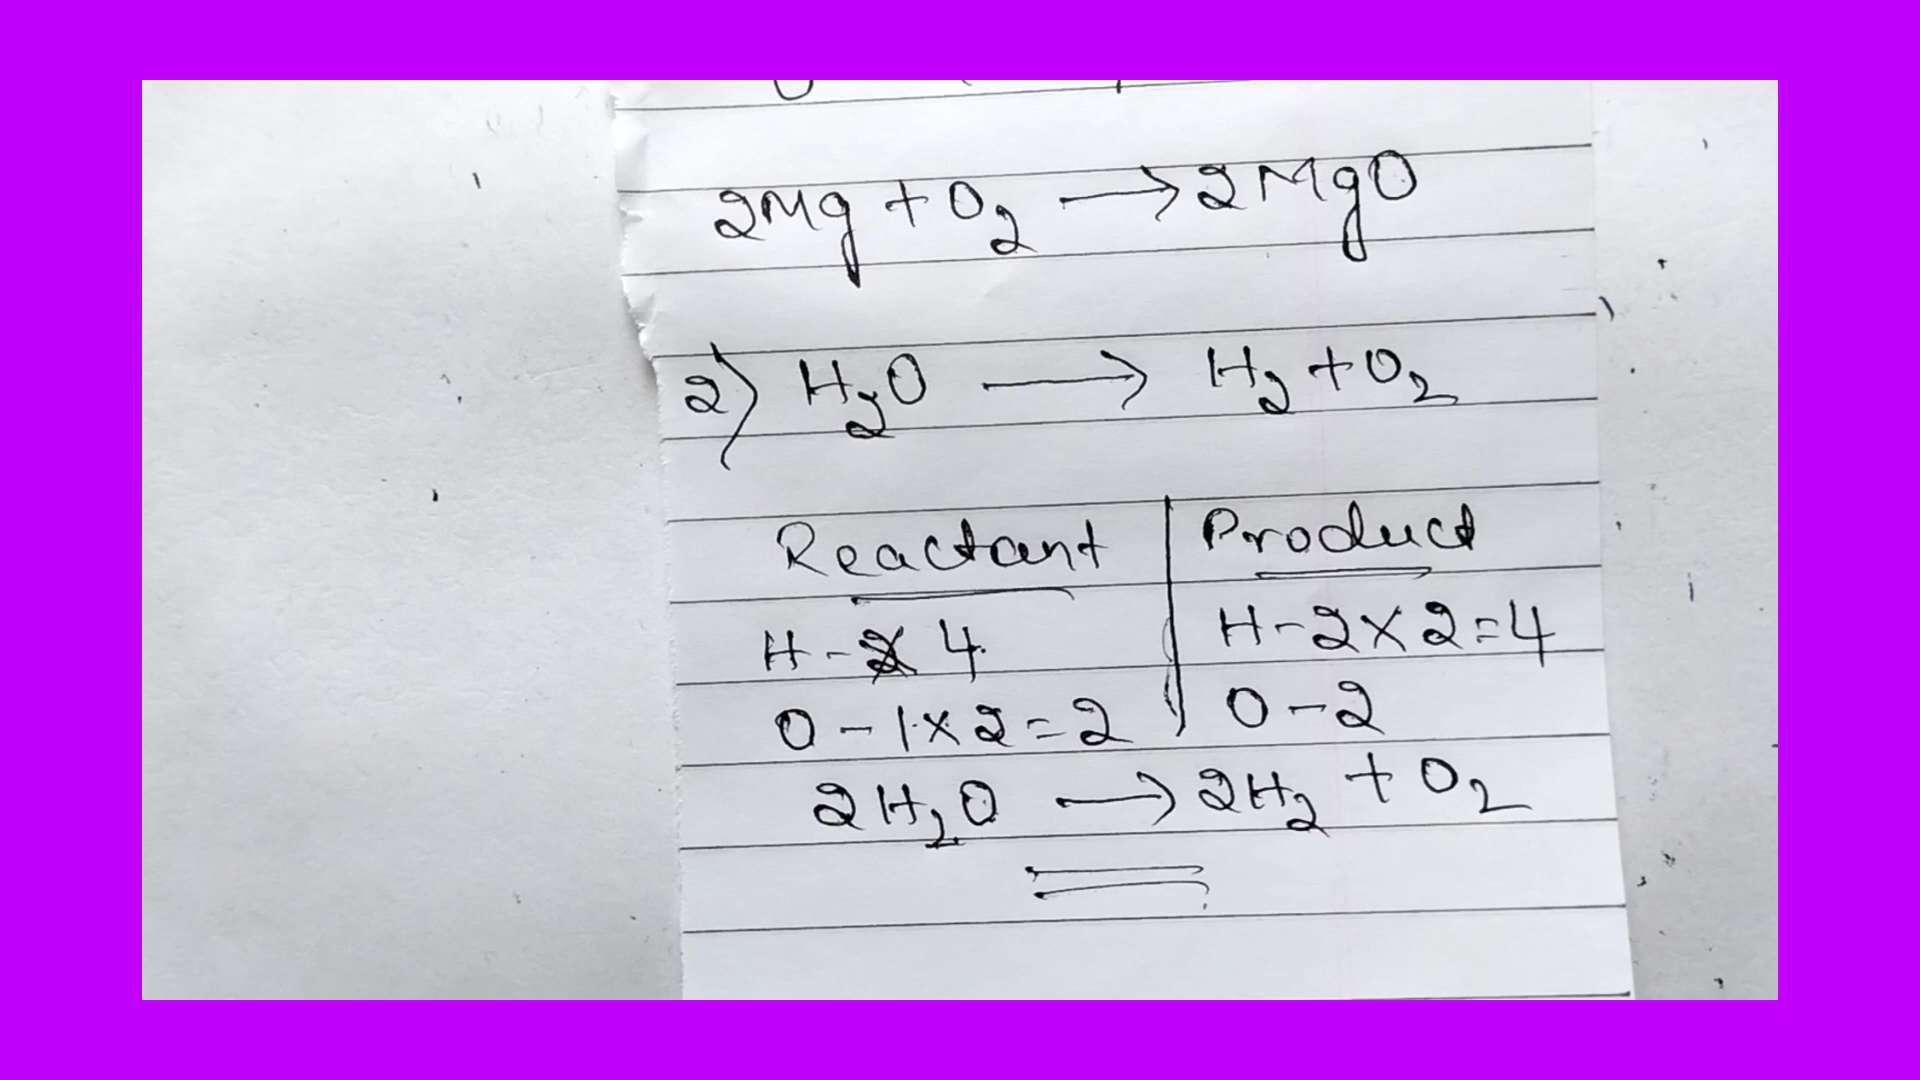 2Mg + O₂ → 2MgO
2) H₂O → H₂ + O₂
Reactant | Product
H - 2 4 | H - 2 × 2 = 4
O - 1 × 2 = 2 | O - 2
2H₂O → 2H₂ + O₂